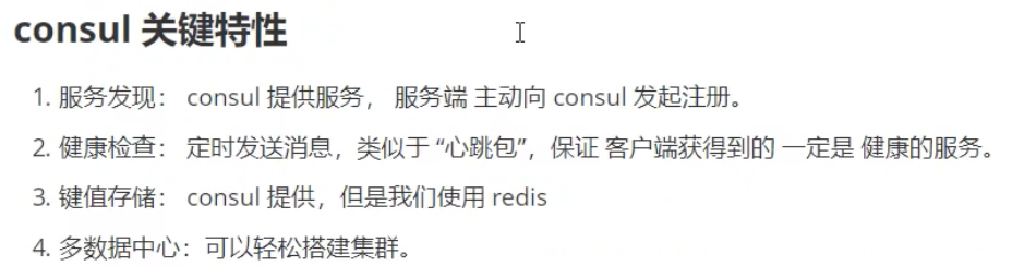 consul 关键特性
1. 服务发现： consul 提供服务， 服务端 主动向 consul 发起注册。
2. 健康检查： 定时发送消息，类似于 “心跳包”，保证 客户端获得到的 一定是 健康的服务。
3. 键值存储： consul 提供，但是我们使用 redis
4. 多数据中心：可以轻松搭建集群。